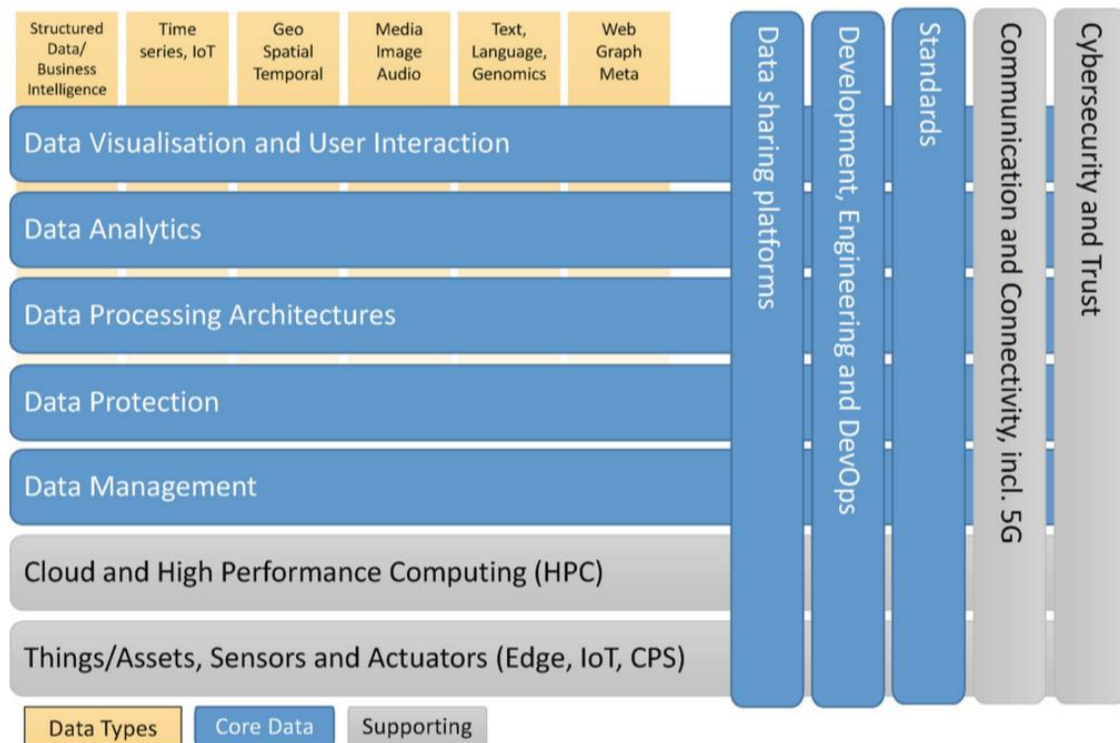 Structured
Data/
Business
Intelligence
Time
series, IoT
Geo
Spatial
Temporal
Media
Image
Audio
Text,
Language,
Genomics
Web
Graph
Meta
Data Visualisation and User Interaction
Data Analytics
Data Processing Architectures
Data Protection
Data Management
Cloud and High Performance Computing (HPC)
Things/Assets, Sensors and Actuators (Edge, IoT, CPS)
Data sharing platforms
Development, Engineering and DevOps
Standards
Communication and Connectivity, incl. 5G
Cybersecurity and Trust
Data Types
Core Data
Supporting